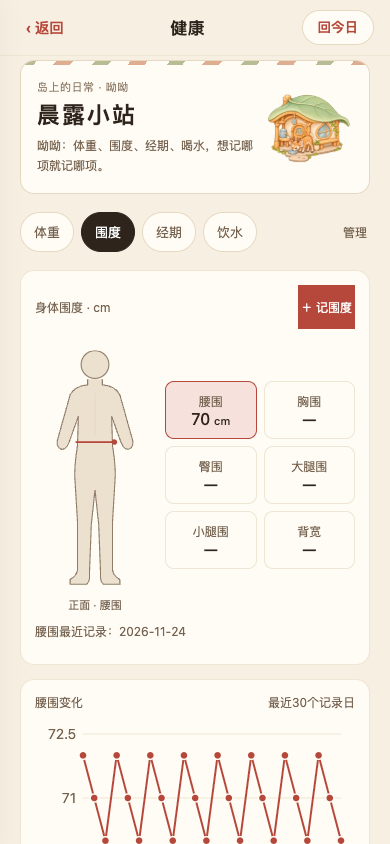 ‹ 返回
健康
回今日
岛上的日常 · 呦呦
晨露小站
呦呦：体重、围度、经期、喝水，想记哪
项就记哪项。
体重
围度
经期
饮水
管理
身体围度 · cm
+ 记围度
腰围
70 cm
胸围
—
臀围
—
大腿围
—
小腿围
—
背宽
—
正面 · 腰围
腰围最近记录：2026-11-24
腰围变化
最近30个记录日
72.5
71